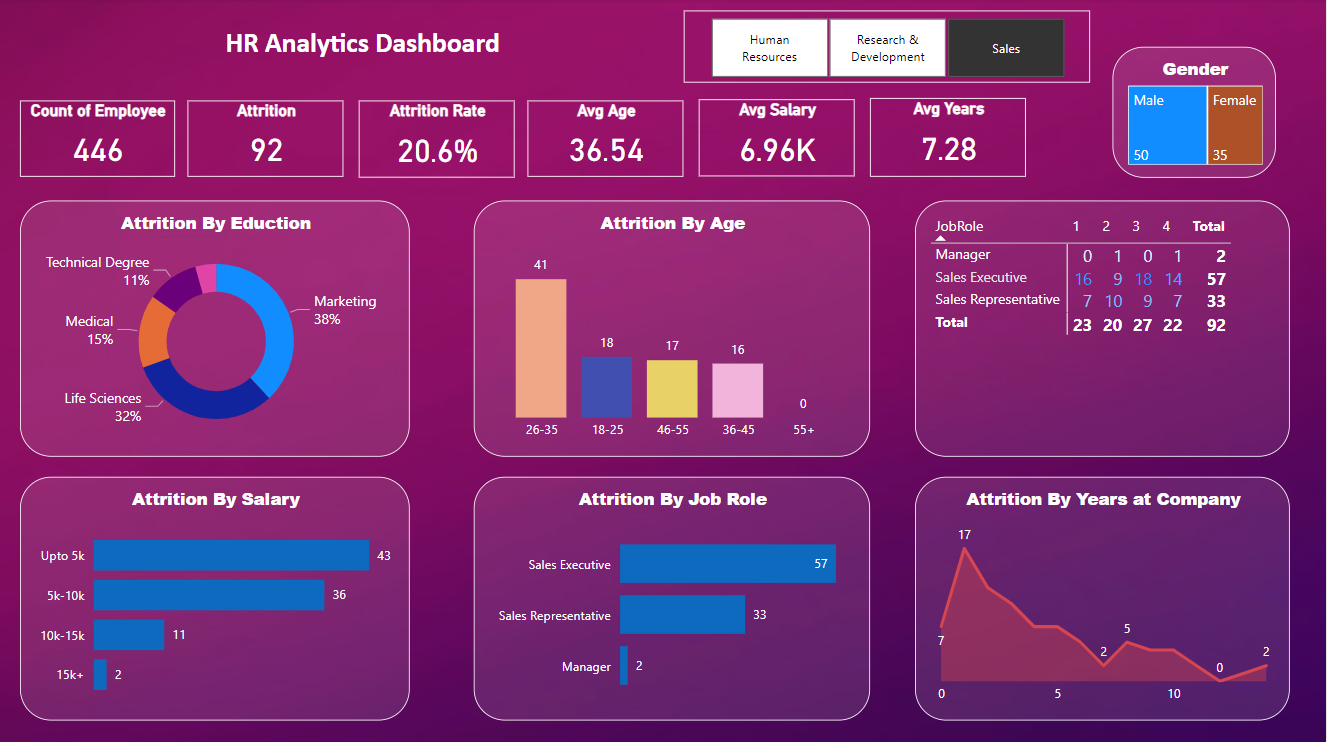 HR Analytics Dashboard
Human
Resources
Research &
Development
Sales
Gender
Male
Female
50
35
Count of Employee
446
Attrition
92
Attrition Rate
20.6%
Avg Age
36.54
Avg Salary
6.96K
Avg Years
7.28
Attrition By Eduction
Technical Degree
11%
Marketing
38%
Medical
15%
Life Sciences
32%
Attrition By Age
41
18
17
16
0
26-35
18-25
46-55
36-45
55+
JobRole 1 2 3 4 Total
Manager 0 1 0 1 2
Sales Executive 16 9 18 14 57
Sales Representative 7 10 9 7 33
Total 23 20 27 22 92
Attrition By Salary
Upto 5k 43
5k-10k 36
10k-15k 11
15k+ 2
Attrition By Job Role
Sales Executive 57
Sales Representative 33
Manager 2
Attrition By Years at Company
17
7
2
5
0
2
0
5
10